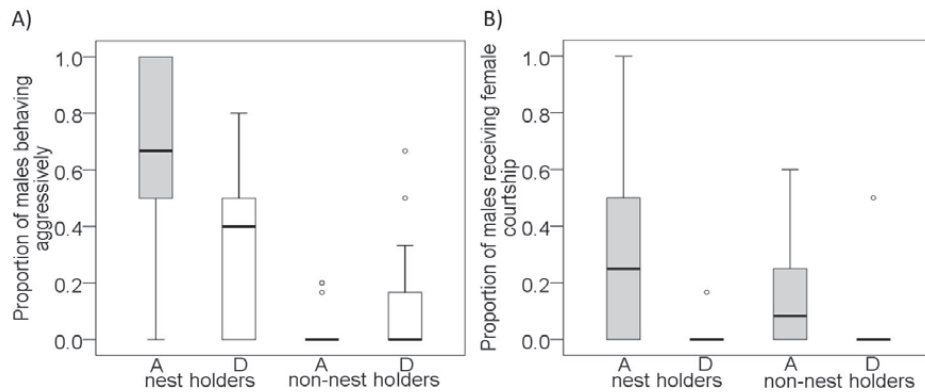 A)
Proportion of males behaving
aggressively
1.0
0.8
0.6
0.4
0.2
0.0
A D A D
nest holders non-nest holders
B)
Proportion of males receiving female
courtship
1.0
0.8
0.6
0.4
0.2
0.0
A D A D
nest holders non-nest holders